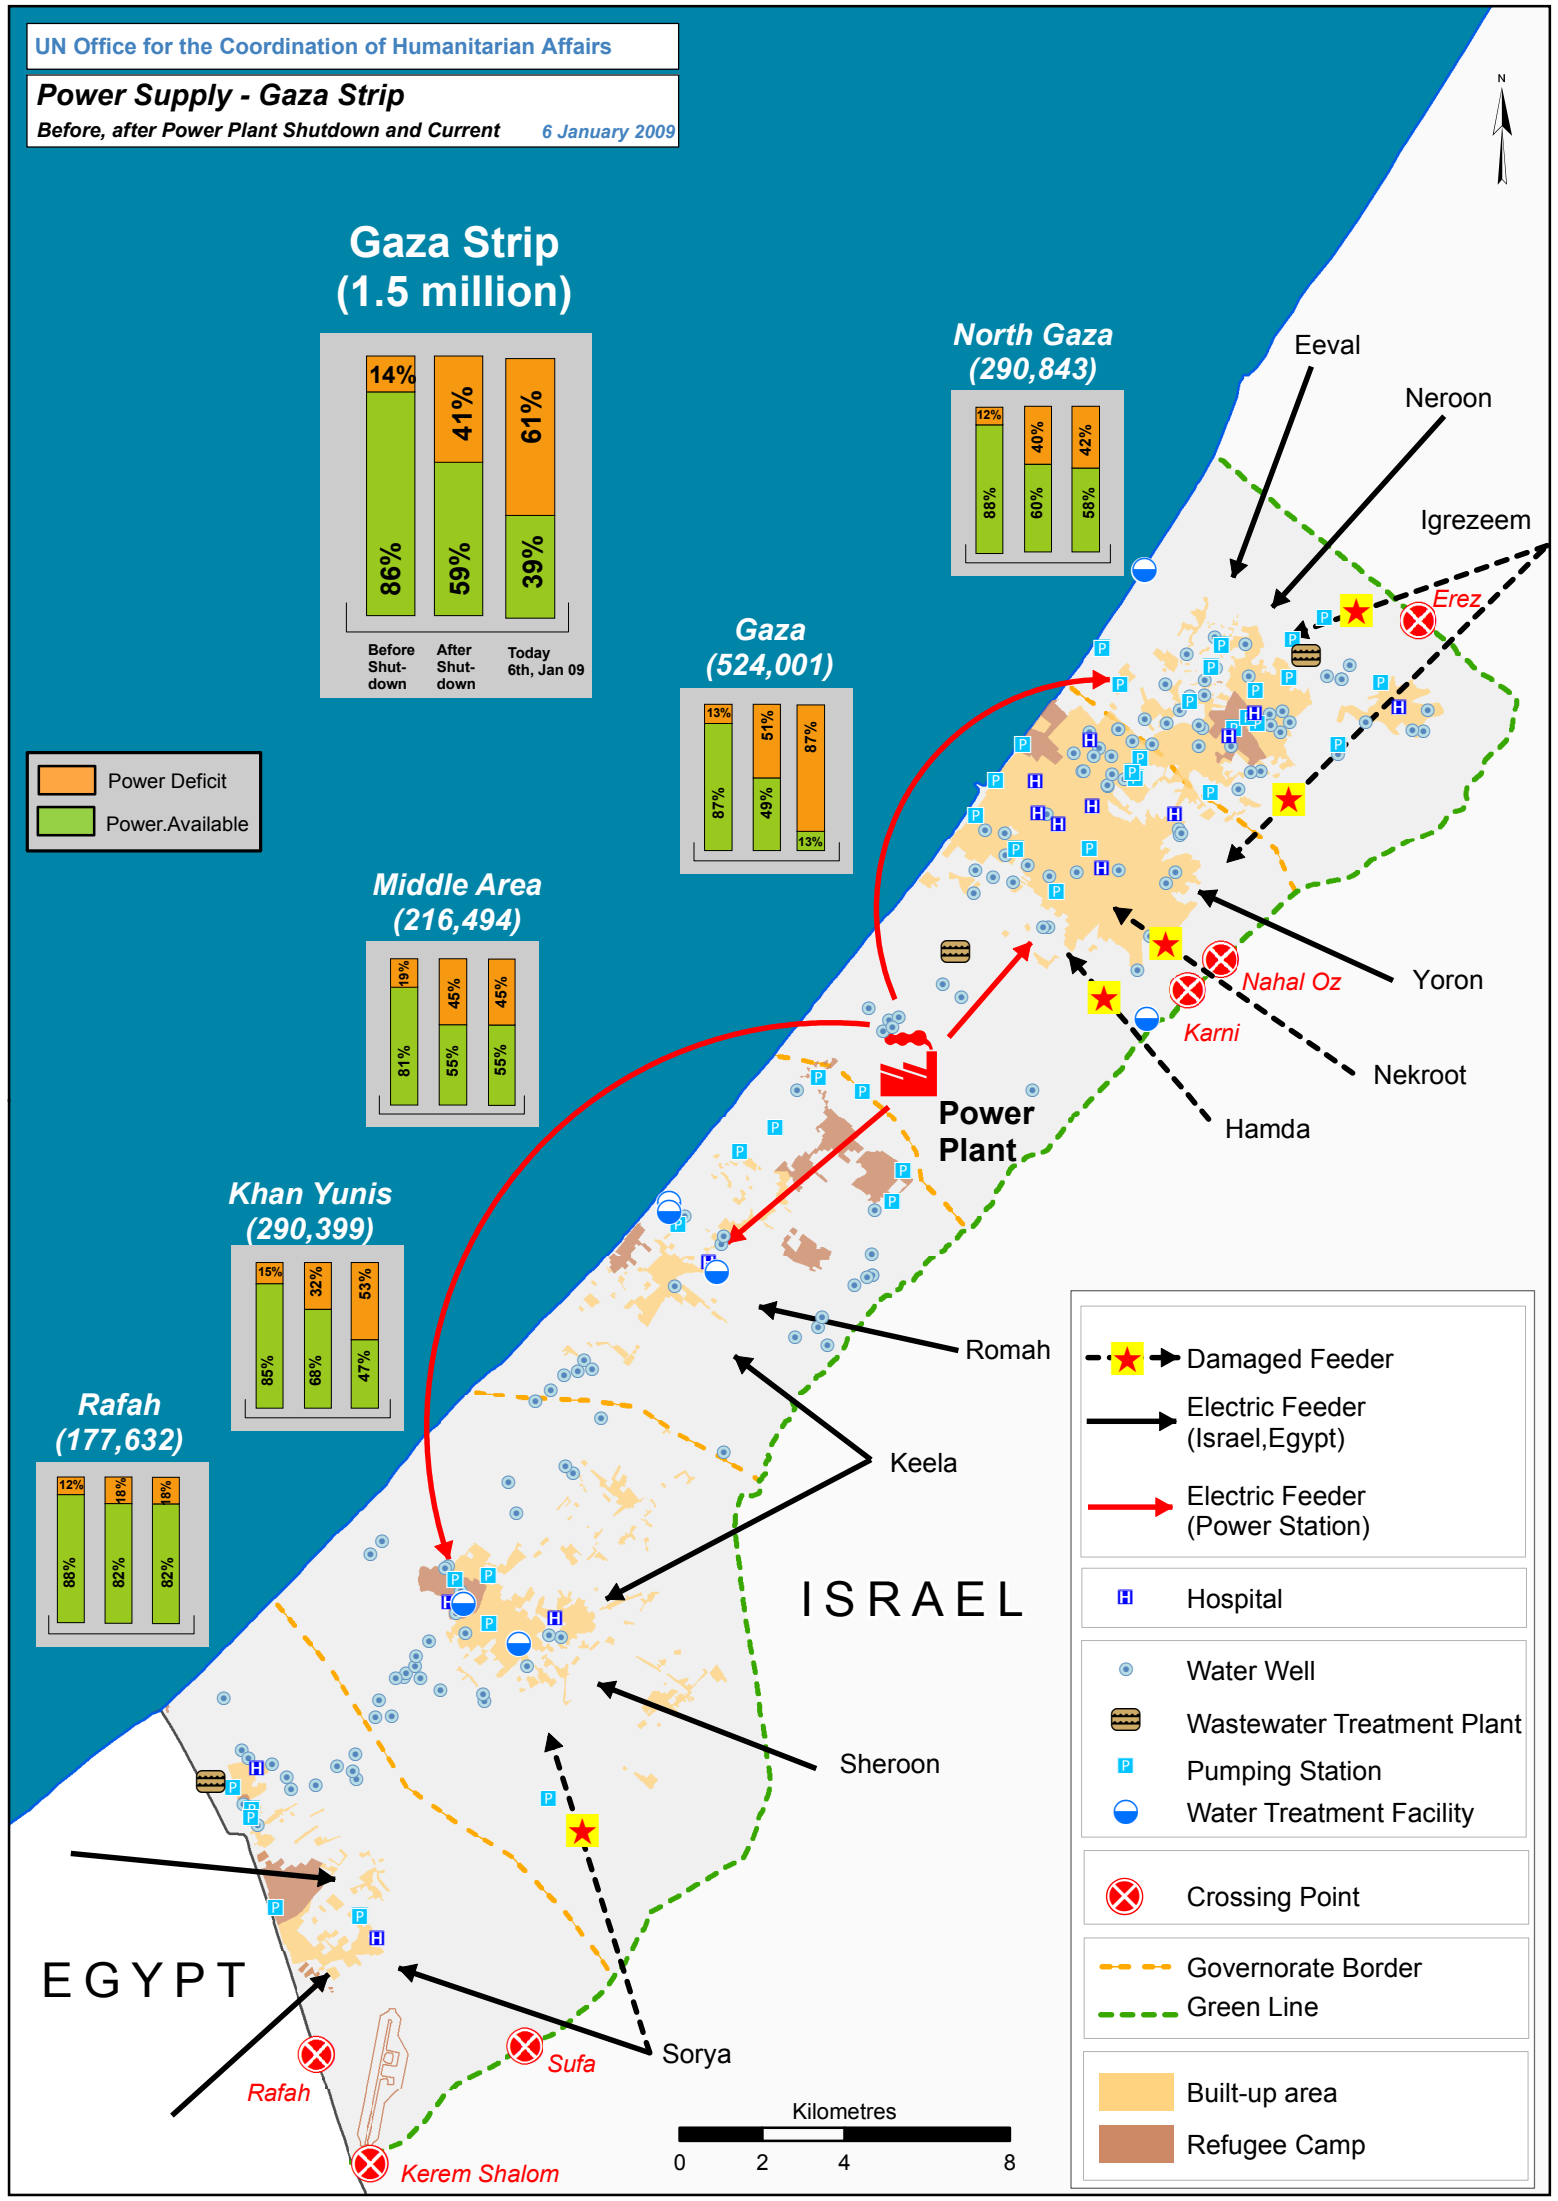 UN Office for the Coordination of Humanitarian Affairs
Power Supply - Gaza Strip
Before, after Power Plant Shutdown and Current 6 January 2009
N
Gaza Strip
(1.5 million)
14%
86%
41%
59%
61%
39%
Before
Shut-
down
After
Shut-
down
Today
6th, Jan 09
North Gaza
(290,843)
12%
88%
40%
60%
42%
58%
Eeval
Neroon
Igrezeem
Erez
Gaza
(524,001)
13%
87%
51%
49%
87%
13%
Power Deficit
Power.Available
Middle Area
(216,494)
19%
81%
45%
55%
45%
55%
Nahal Oz
Yoron
Karni
Nekroot
Hamda
Power
Plant
Khan Yunis
(290,399)
15%
85%
32%
68%
53%
47%
Romah
Keela
Rafah
(177,632)
12%
88%
18%
82%
18%
82%
ISRAEL
Sheroon
EGYPT
Sorya
Sufa
Rafah
Kerem Shalom
Kilometres
0 2 4 8
Damaged Feeder
Electric Feeder
(Israel,Egypt)
Electric Feeder
(Power Station)
H Hospital
Water Well
Wastewater Treatment Plant
P Pumping Station
Water Treatment Facility
Crossing Point
Governorate Border
Green Line
Built-up area
Refugee Camp